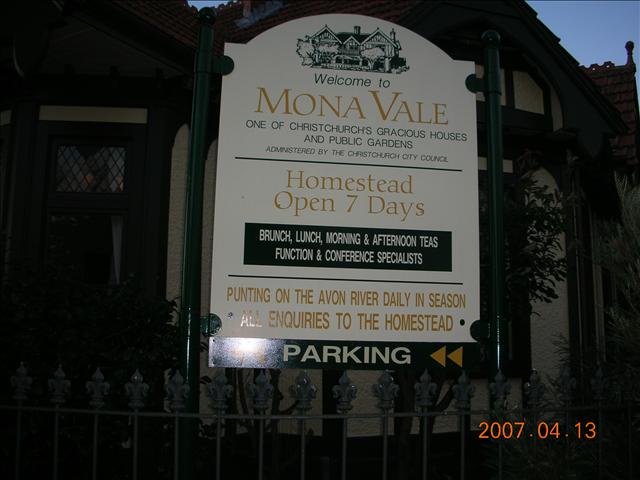 Welcome to
MONA VALE
ONE OF CHRISTCHURCH'S GRACIOUS HOUSES
AND PUBLIC GARDENS
ADMINISTERED BY THE CHRISTCHURCH CITY COUNCIL
Homestead
Open 7 Days
BRUNCH, LUNCH, MORNING & AFTERNOON TEAS
FUNCTION & CONFERENCE SPECIALISTS
PUNTING ON THE AVON RIVER DAILY IN SEASON
• ALL ENQUIRIES TO THE HOMESTEAD •
PARKING
2007.04.13